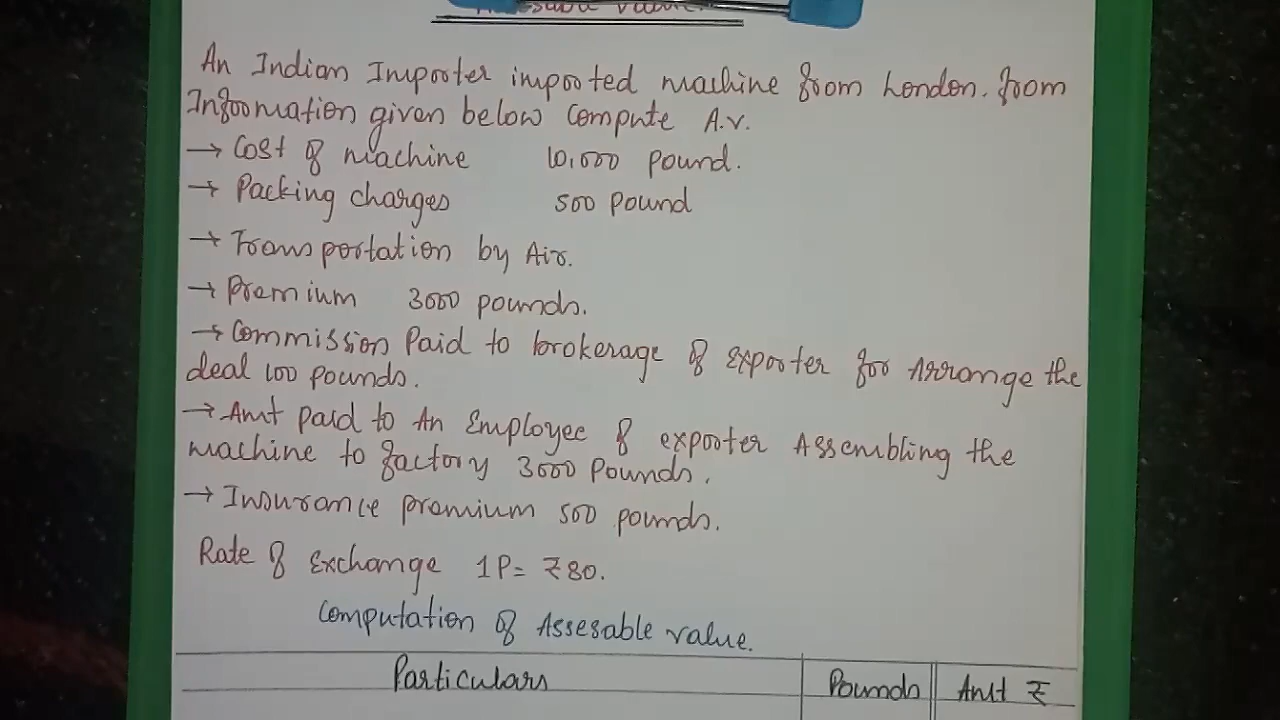 An Indian Importer imported machine from London. from
Information given below compute A.V.
→ Cost of machine 10,000 pound.
→ Packing charges 500 pound
→ Transportation by Air.
→ Premium 3000 pounds.
→ Commission Paid to brokerage of Exporter for Arrange the
deal 100 pounds.
→ Amt paid to An Employee of exporter Assembling the
machine to factory 3000 Pounds.
→ Insurance premium 500 pounds.
Rate of Exchange 1P= ₹80.
Computation of Assesable value.
Particulars Pounds Amt ₹